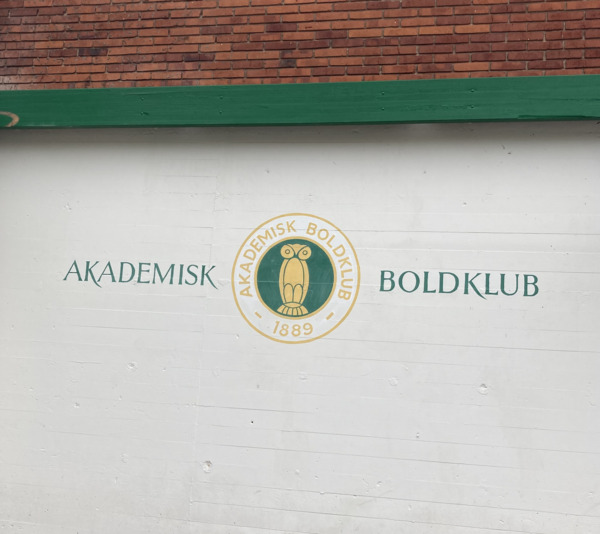 AKADEMISK
AKADEMISK BOLDKLUB
- 1889 -
BOLDKLUB